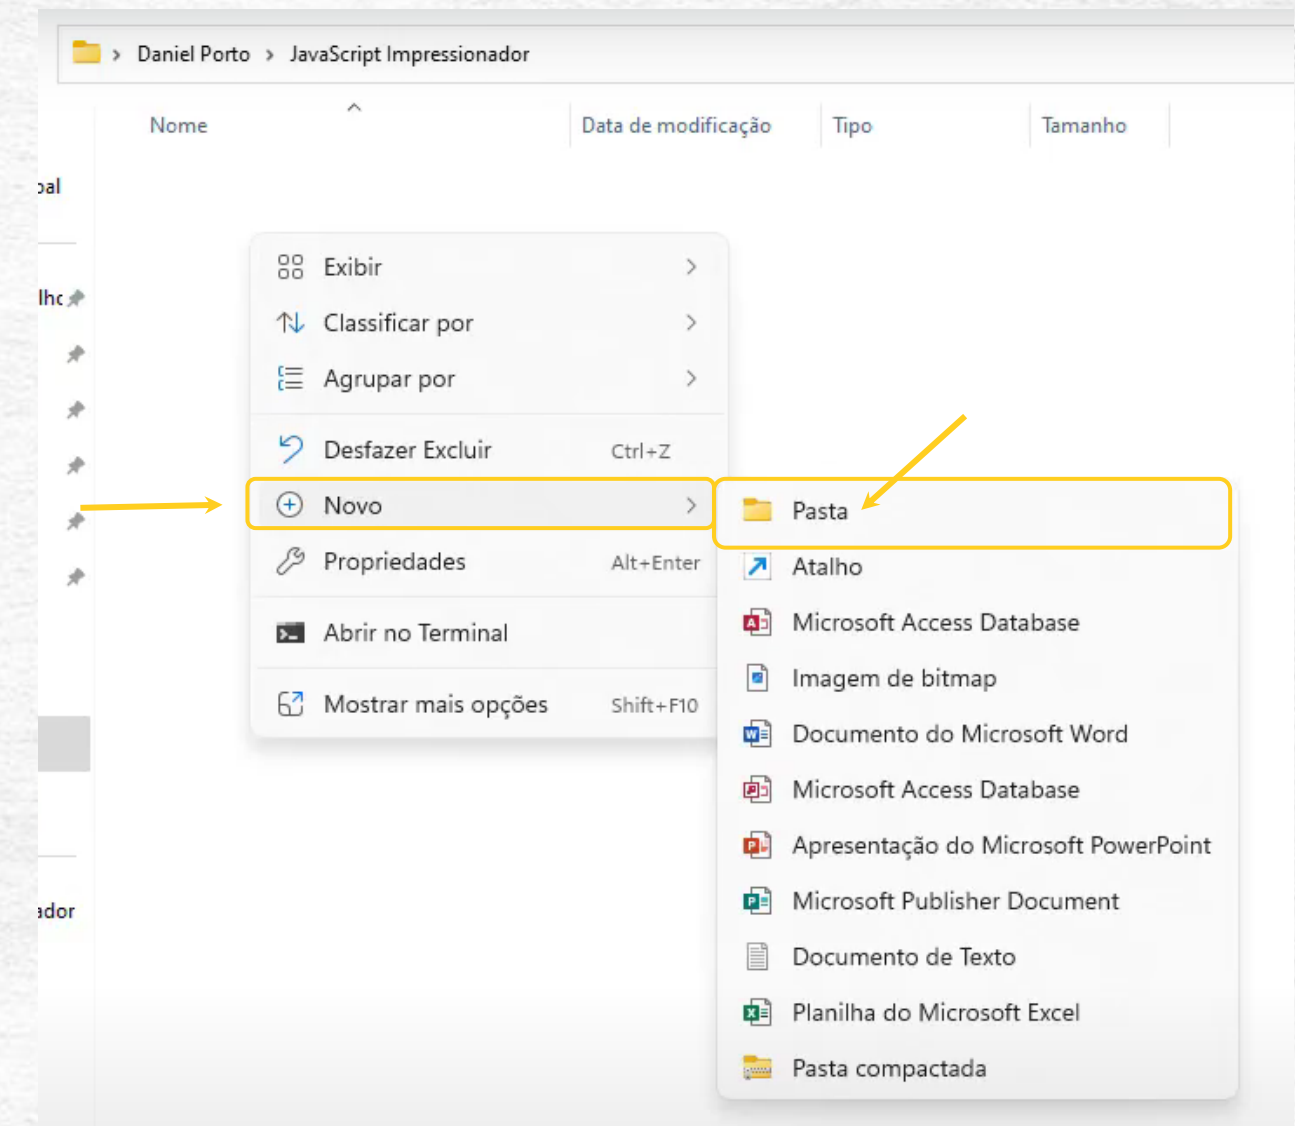 Daniel Porto > JavaScript Impressionador
Nome Data de modificação Tipo Tamanho
Exibir
Classificar por
Agrupar por
Desfazer Excluir Ctrl+Z
Novo
Propriedades Alt+Enter
Abrir no Terminal
Mostrar mais opções Shift+F10
Pasta
Atalho
Microsoft Access Database
Imagem de bitmap
Documento do Microsoft Word
Microsoft Access Database
Apresentação do Microsoft PowerPoint
Microsoft Publisher Document
Documento de Texto
Planilha do Microsoft Excel
Pasta compactada